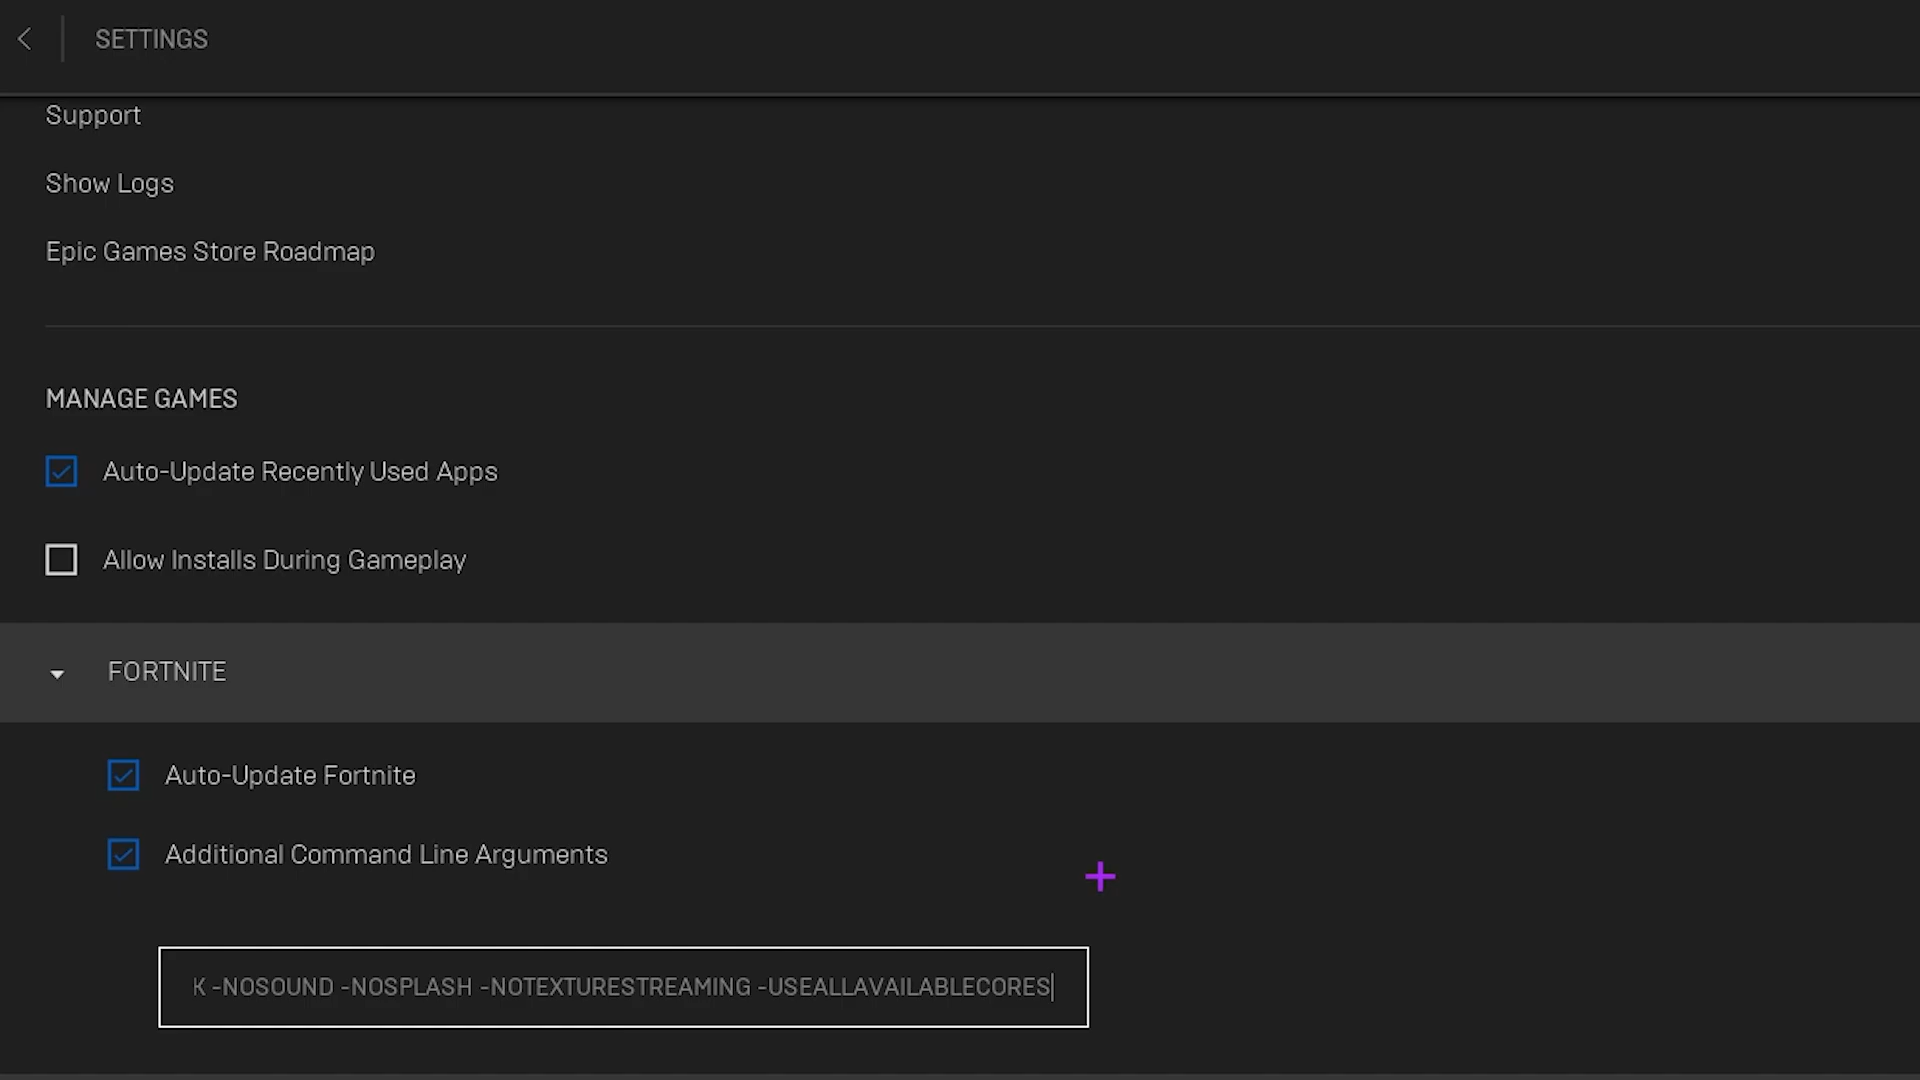 SETTINGS
Support
Show Logs
Epic Games Store Roadmap
MANAGE GAMES
Auto-Update Recently Used Apps
Allow Installs During Gameplay
FORTNITE
Auto-Update Fortnite
Additional Command Line Arguments
K -NOSOUND -NOSPLASH -NOTEXTURESTREAMING -USEALLAVAILABLECORES